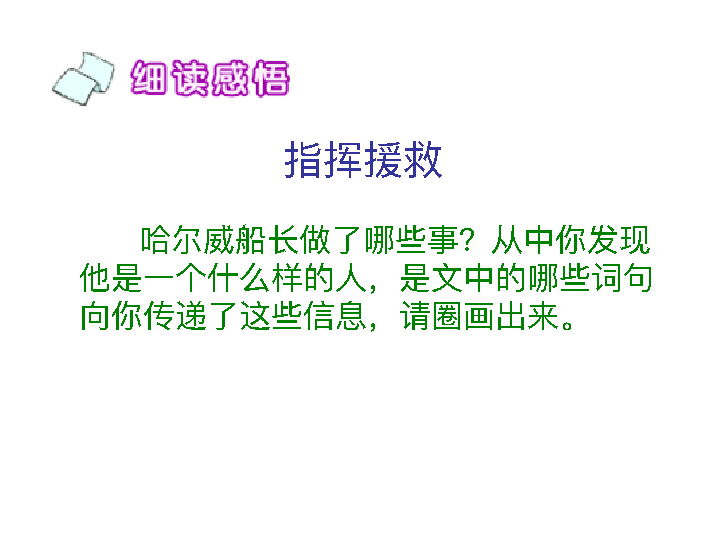 细读感悟
指挥援救
哈尔威船长做了哪些事？从中你发现
他是一个什么样的人，是文中的哪些词句
向你传递了这些信息，请圈画出来。